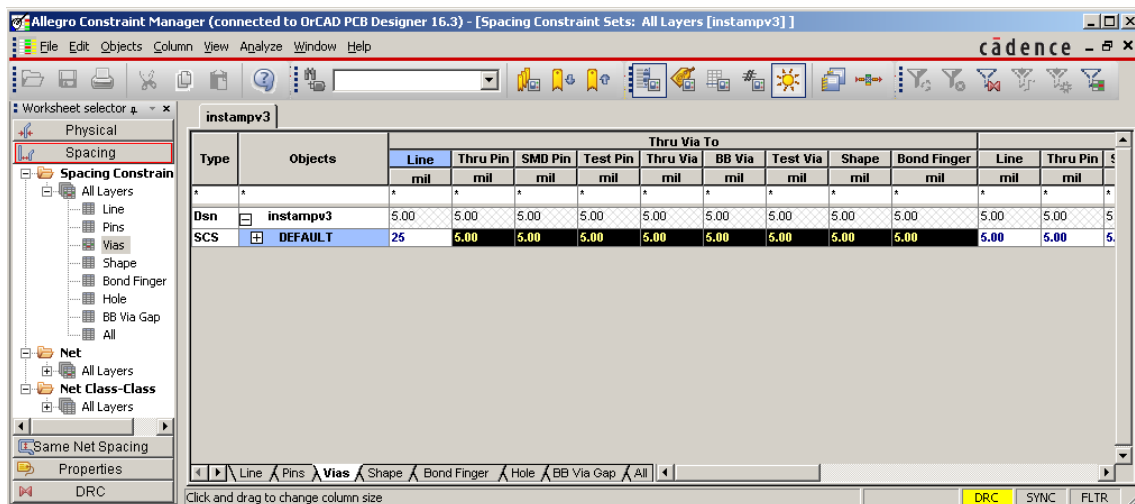 Allegro Constraint Manager (connected to OrCAD PCB Designer 16.3) - [Spacing Constraint Sets: All Layers [instampv3] ]
File Edit Objects Column View Analyze Window Help
cādence
Worksheet selector
Physical
Spacing
Spacing Constrain
All Layers
Line
Pins
Vias
Shape
Bond Finger
Hole
BB Via Gap
All
Net
All Layers
Net Class-Class
All Layers
Same Net Spacing
Properties
DRC
instampv3
Thru Via To
Type Objects Line Thru Pin SMD Pin Test Pin Thru Via BB Via Test Via Shape Bond Finger Line Thru Pin S
mil mil mil mil mil mil mil mil mil mil mil
* * * * * * * * * * * * * *
Dsn instampv3 5.00 5.00 5.00 5.00 5.00 5.00 5.00 5.00 5.00 5.00 5.00 5
SCS DEFAULT 25 5.00 5.00 5.00 5.00 5.00 5.00 5.00 5.00 5.00 5.00 5.
Line Pins Vias Shape Bond Finger Hole BB Via Gap All
Click and drag to change column size
DRC SYNC FLTR